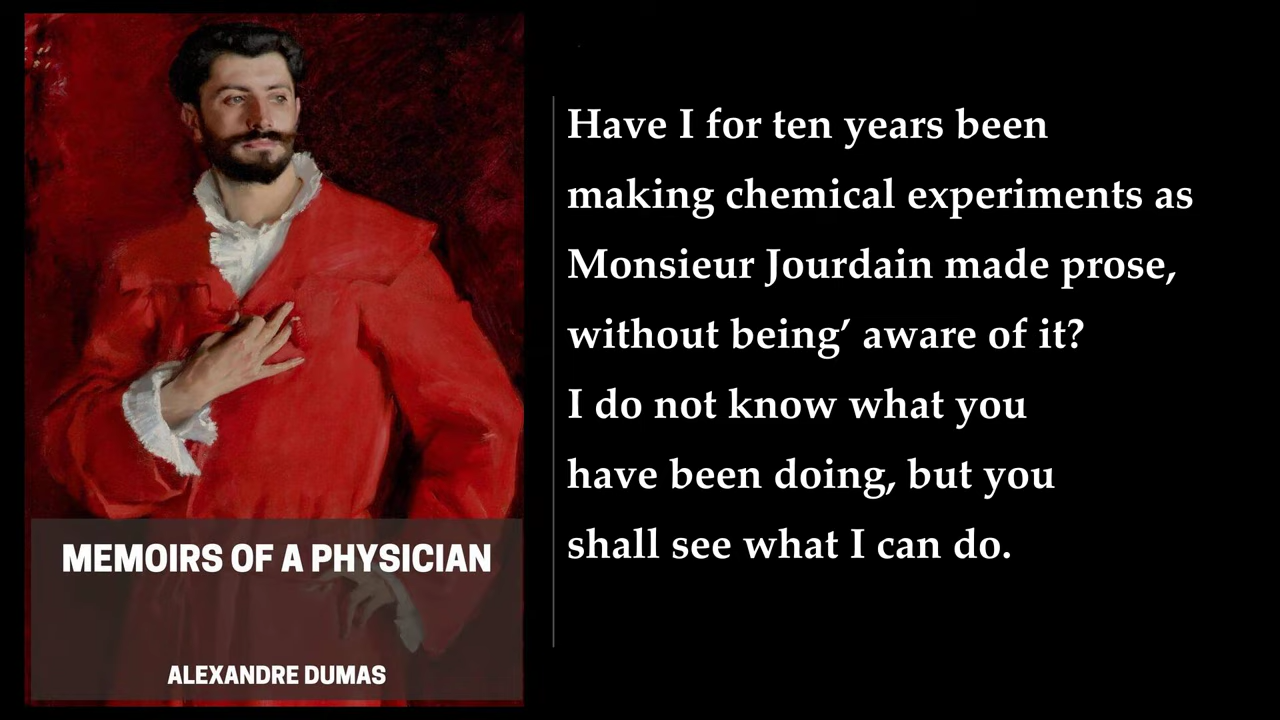 MEMOIRS OF A PHYSICIAN
ALEXANDRE DUMAS
Have I for ten years been
making chemical experiments as
Monsieur Jourdain made prose,
without being’ aware of it?
I do not know what you
have been doing, but you
shall see what I can do.